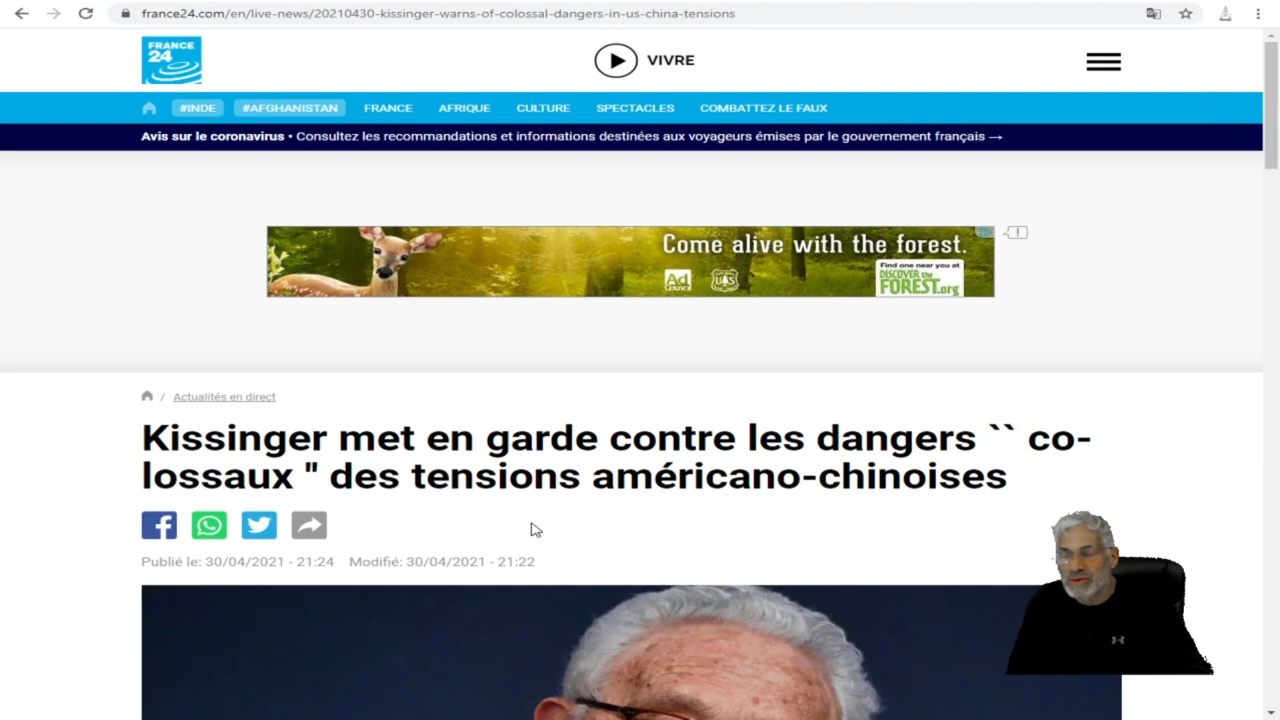 france24.com/en/live-news/20210430-kissinger-warns-of-colossal-dangers-in-us-china-tensions
FRANCE
24
VIVRE
#INDE #AFGHANISTAN FRANCE AFRIQUE CULTURE SPECTACLES COMBATTEZ LE FAUX
Avis sur le coronavirus • Consultez les recommandations et informations destinées aux voyageurs émises par le gouvernement français →
Come alive with the forest.
Ad
COUNCIL
UAS
Find one near you at
DISCOVER the
FOREST.org
/ Actualités en direct
Kissinger met en garde contre les dangers `` co-
lossaux " des tensions américano-chinoises
Publié le: 30/04/2021 - 21:24 Modifié: 30/04/2021 - 21:22